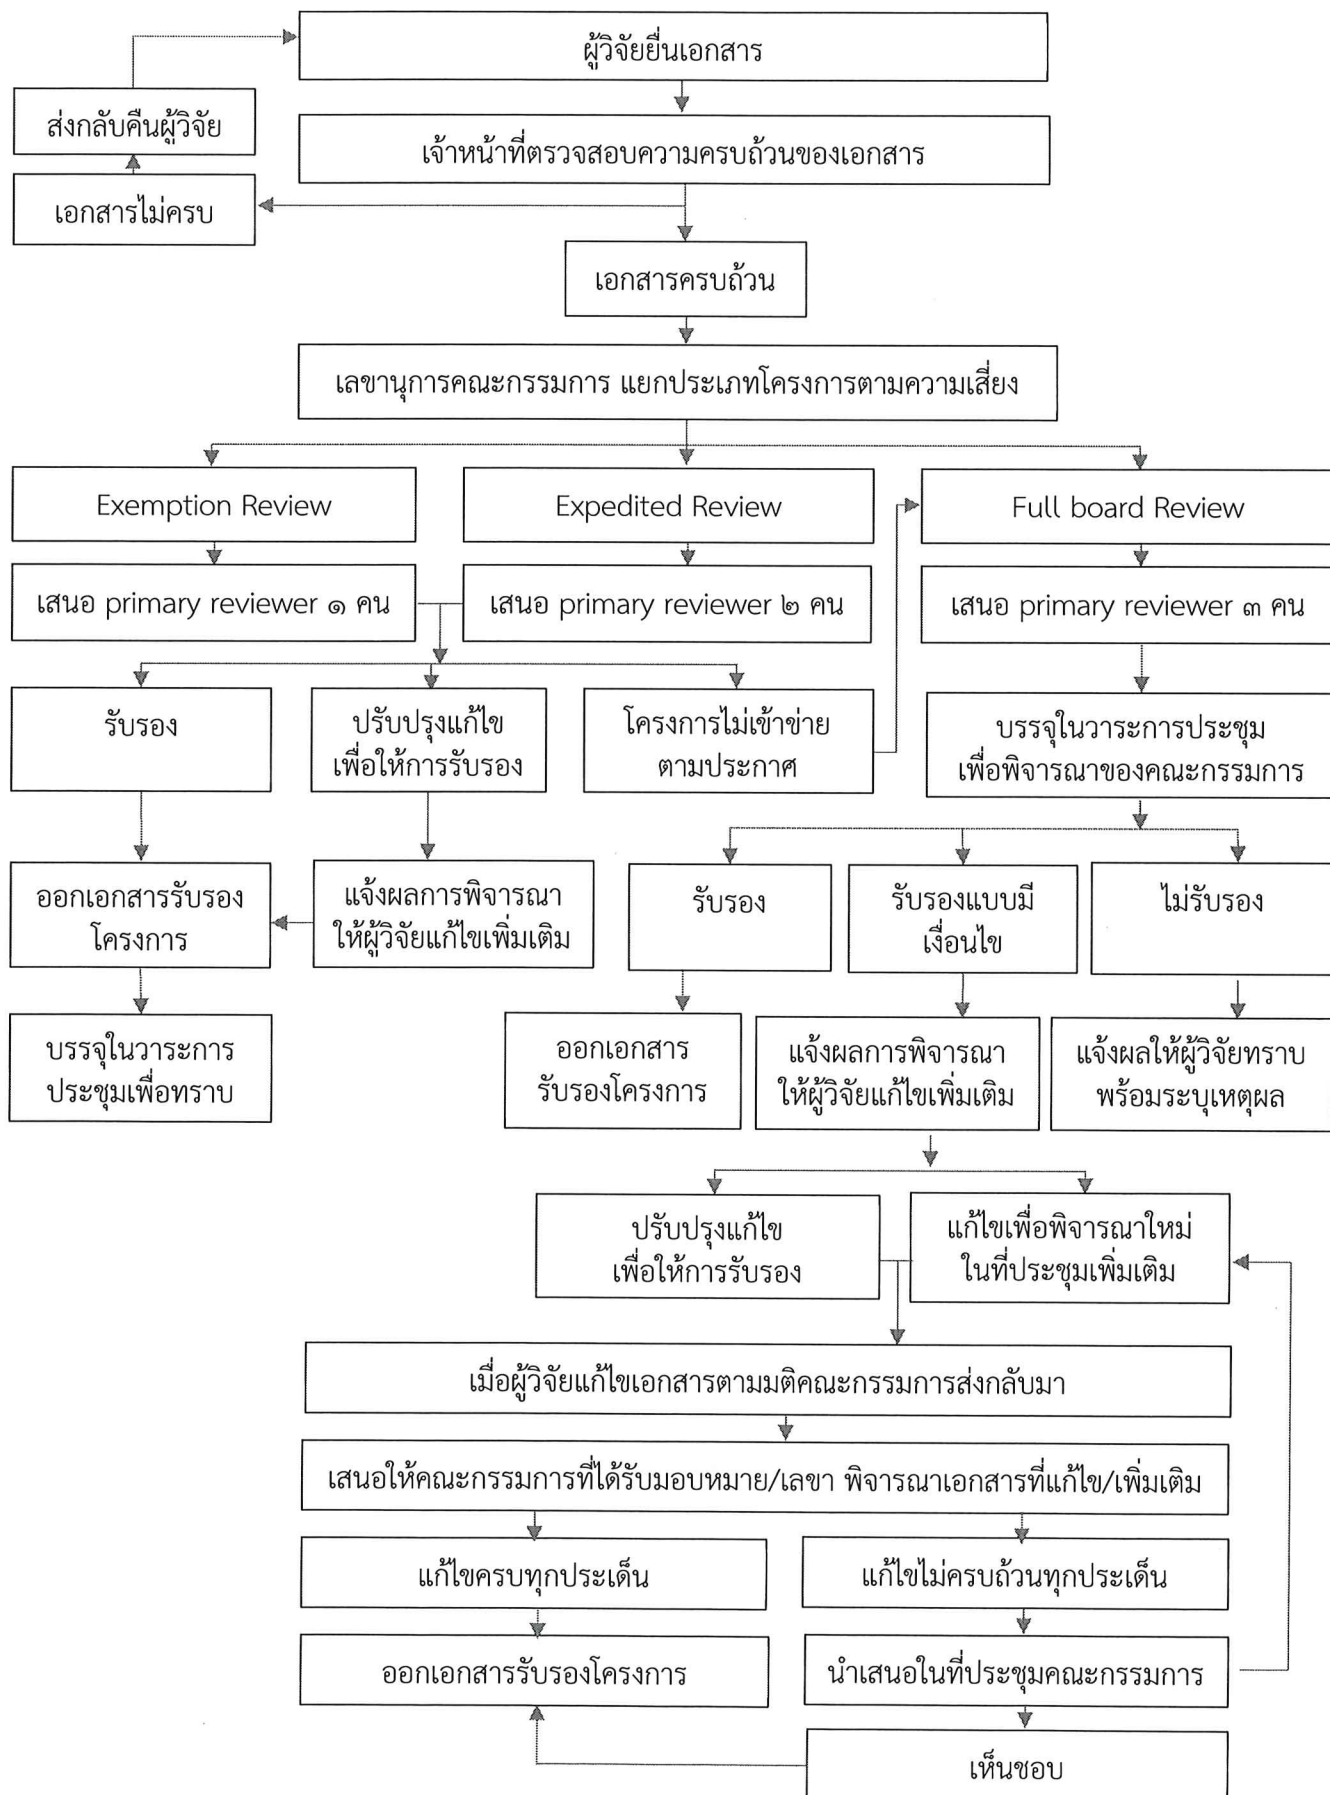 ผู้วิจัยยื่นเอกสาร
ส่งกลับคืนผู้วิจัย
เจ้าหน้าที่ตรวจสอบความครบถ้วนของเอกสาร
เอกสารไม่ครบ
เอกสารครบถ้วน
เลขานุการคณะกรรมการ แยกประเภทโครงการตามความเสี่ยง
Exemption Review
Expedited Review
Full board Review
เสนอ primary reviewer ๑ คน
เสนอ primary reviewer ๒ คน
เสนอ primary reviewer ๓ คน
รับรอง
ปรับปรุงแก้ไข
เพื่อให้การรับรอง
โครงการไม่เข้าข่าย
ตามประกาศ
บรรจุในวาระการประชุม
เพื่อพิจารณาของคณะกรรมการ
ออกเอกสารรับรอง
โครงการ
แจ้งผลการพิจารณา
ให้ผู้วิจัยแก้ไขเพิ่มเติม
รับรอง
รับรองแบบมี
เงื่อนไข
ไม่รับรอง
บรรจุในวาระการ
ประชุมเพื่อทราบ
ออกเอกสาร
รับรองโครงการ
แจ้งผลการพิจารณา
ให้ผู้วิจัยแก้ไขเพิ่มเติม
แจ้งผลให้ผู้วิจัยทราบ
พร้อมระบุเหตุผล
ปรับปรุงแก้ไข
เพื่อให้การรับรอง
แก้ไขเพื่อพิจารณาใหม่
ในที่ประชุมเพิ่มเติม
เมื่อผู้วิจัยแก้ไขเอกสารตามมติคณะกรรมการส่งกลับมา
เสนอให้คณะกรรมการที่ได้รับมอบหมาย/เลขา พิจารณาเอกสารที่แก้ไข/เพิ่มเติม
แก้ไขครบทุกประเด็น
แก้ไขไม่ครบถ้วนทุกประเด็น
ออกเอกสารรับรองโครงการ
นำเสนอในที่ประชุมคณะกรรมการ
เห็นชอบ